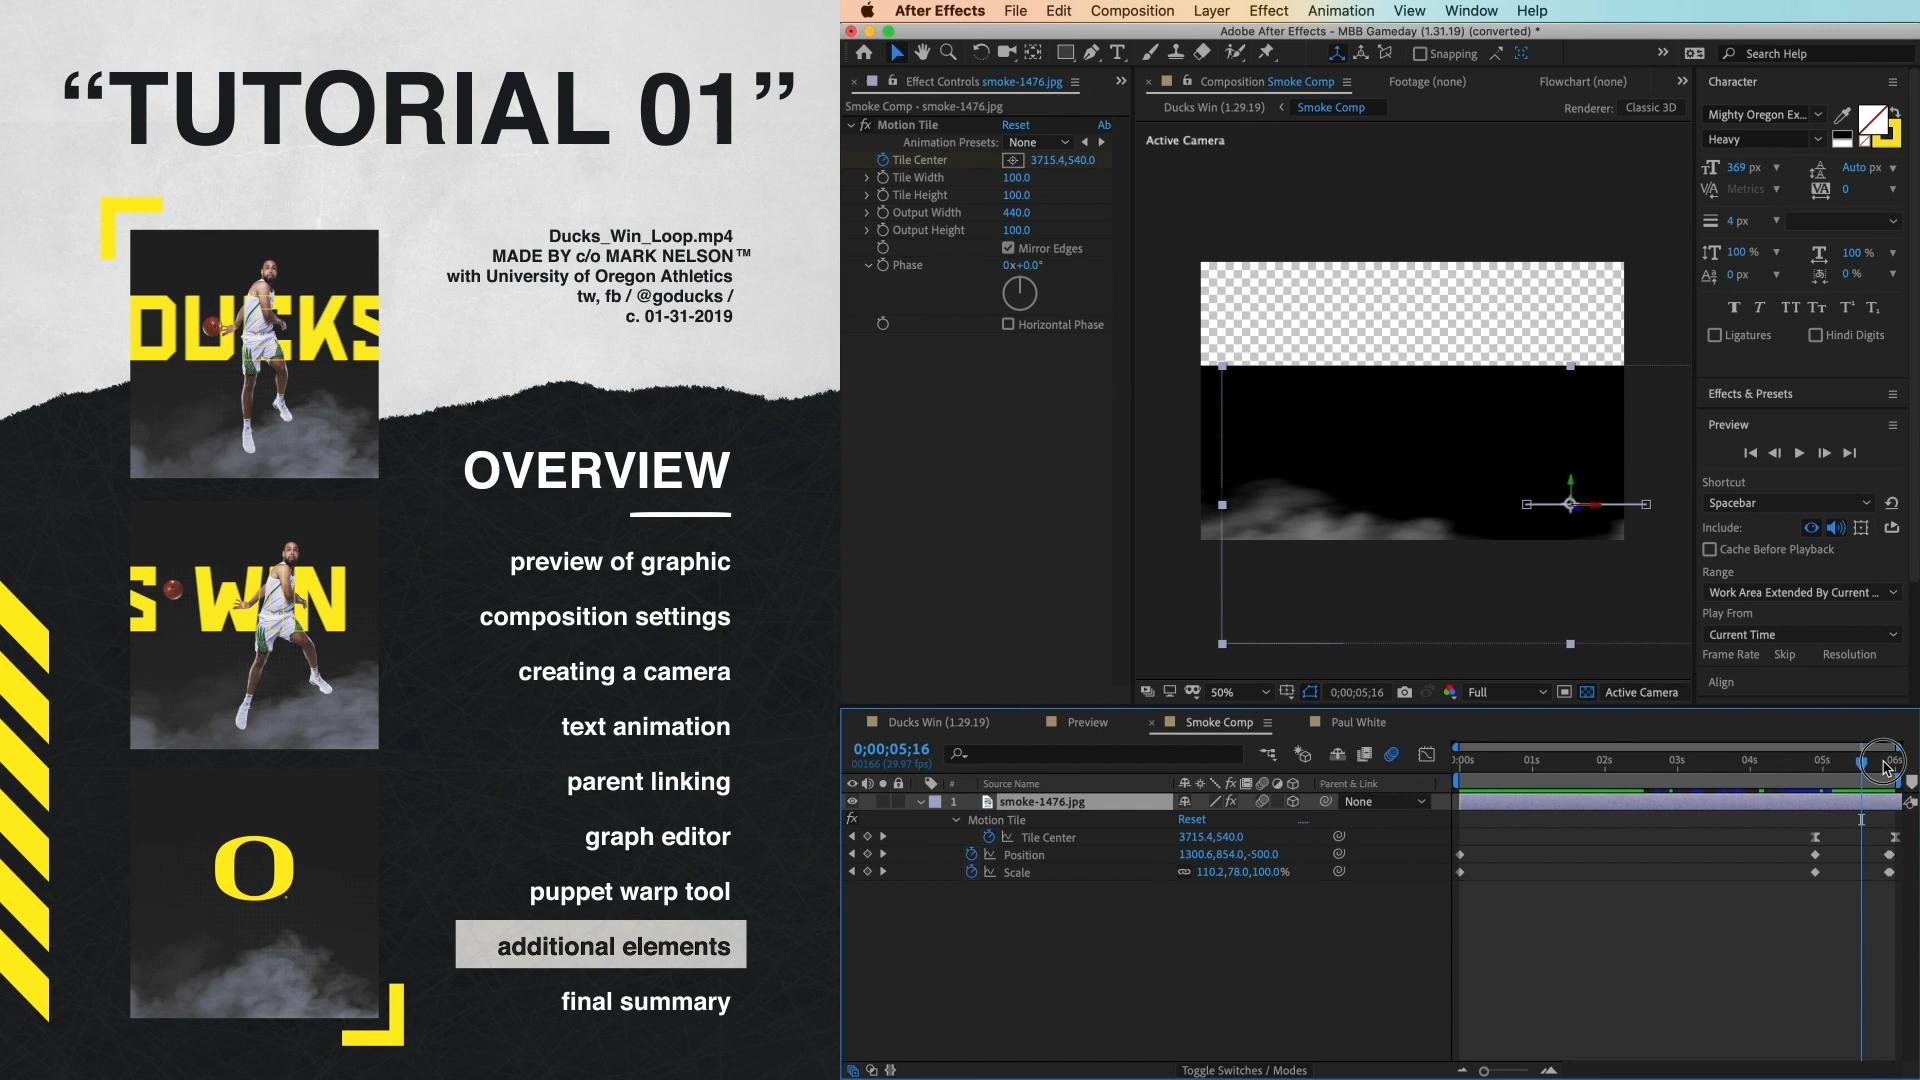 “TUTORIAL 01”
Ducks_Win_Loop.mp4
MADE BY c/o MARK NELSON™
with University of Oregon Athletics
tw, fb / @goducks /
c. 01-31-2019
DUCKS
S WIN
O
OVERVIEW
preview of graphic
composition settings
creating a camera
text animation
parent linking
graph editor
puppet warp tool
additional elements
final summary
After Effects File Edit Composition Layer Effect Animation View Window Help
Adobe After Effects - MBB Gameday (1.31.19) (converted) *
Snapping
Search Help
Effect Controls smoke-1476.jpg
Smoke Comp • smoke-1476.jpg
fx Motion Tile Reset Ab
Animation Presets: None
Tile Center 3715.4,540.0
Tile Width 100.0
Tile Height 100.0
Output Width 440.0
Output Height 100.0
Mirror Edges
Phase 0x+0.0°
Horizontal Phase
Composition Smoke Comp Footage (none) Flowchart (none)
Ducks Win (1.29.19) Smoke Comp Renderer: Classic 3D
Active Camera
50% 0;00;05;16 Full Active Camera
Character
Mighty Oregon Ex...
Heavy
369 px Auto px
Metrics 0
4 px
100 % 100 %
0 px 0 %
T T TT Tт T¹ T₁
Ligatures Hindi Digits
Effects & Presets
Preview
Shortcut
Spacebar
Include:
Cache Before Playback
Range
Work Area Extended By Current ...
Play From
Current Time
Frame Rate Skip Resolution
Align
Ducks Win (1.29.19) Preview Smoke Comp Paul White
0;00;05;16
00166 (29.97 fps)
:00s 01s 02s 03s 04s 05s 06s
# Source Name fx Parent & Link
1 smoke-1476.jpg fx None
fx Motion Tile Reset
Tile Center 3715.4,540.0
Position 1300.6,854.0,-500.0
Scale 110.2,78.0,100.0%
Toggle Switches / Modes